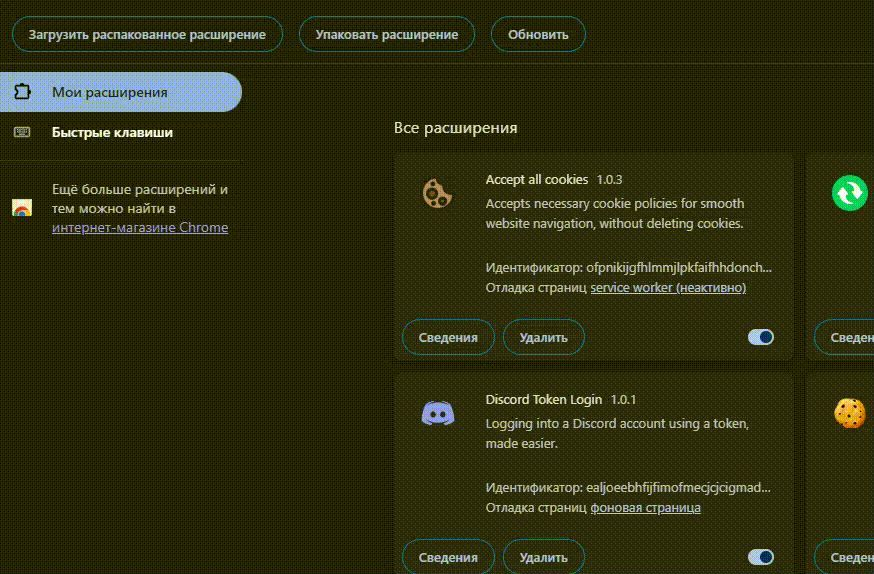 Загрузить распакованное расширение
Упаковать расширение
Обновить
Мои расширения
Быстрые клавиши
Ещё больше расширений и
тем можно найти в
интернет-магазине Chrome
Все расширения
Accept all cookies 1.0.3
Accepts necessary cookie policies for smooth
website navigation, without deleting cookies.
Идентификатор: ofpnikijgfhlmmjlpkfaifhhdonch...
Отладка страниц service worker (неактивно)
Сведения
Удалить
Сведен
Discord Token Login 1.0.1
Logging into a Discord account using a token,
made easier.
Идентификатор: ealjoeebhfijfimofmecjcjcigmad...
Отладка страниц фоновая страница
Сведения
Удалить
Сведен